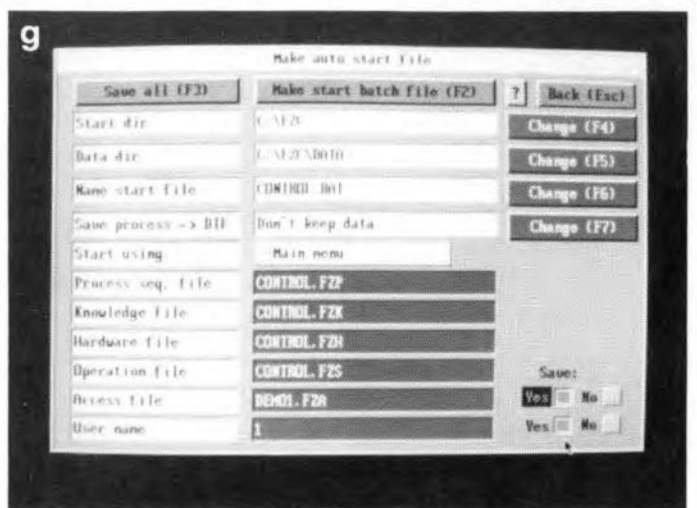 g
Make auto start file
Save all (F3) Make start batch file (F2) ? Back (Esc)
Start dir C:\FZC Change (F4)
Data dir C:\FZC\DATA Change (F5)
Name start file CONTROL.BAT Change (F6)
Save process -> DIF Don't keep data Change (F7)
Start using Main menu
Process seq. file CONTROL.FZP
Knowledge file CONTROL.FZK
Hardware file CONTROL.FZH
Operation file CONTROL.FZS
Access file DEMO1.FZA
User name 1
Save:
Yes No
Yes No